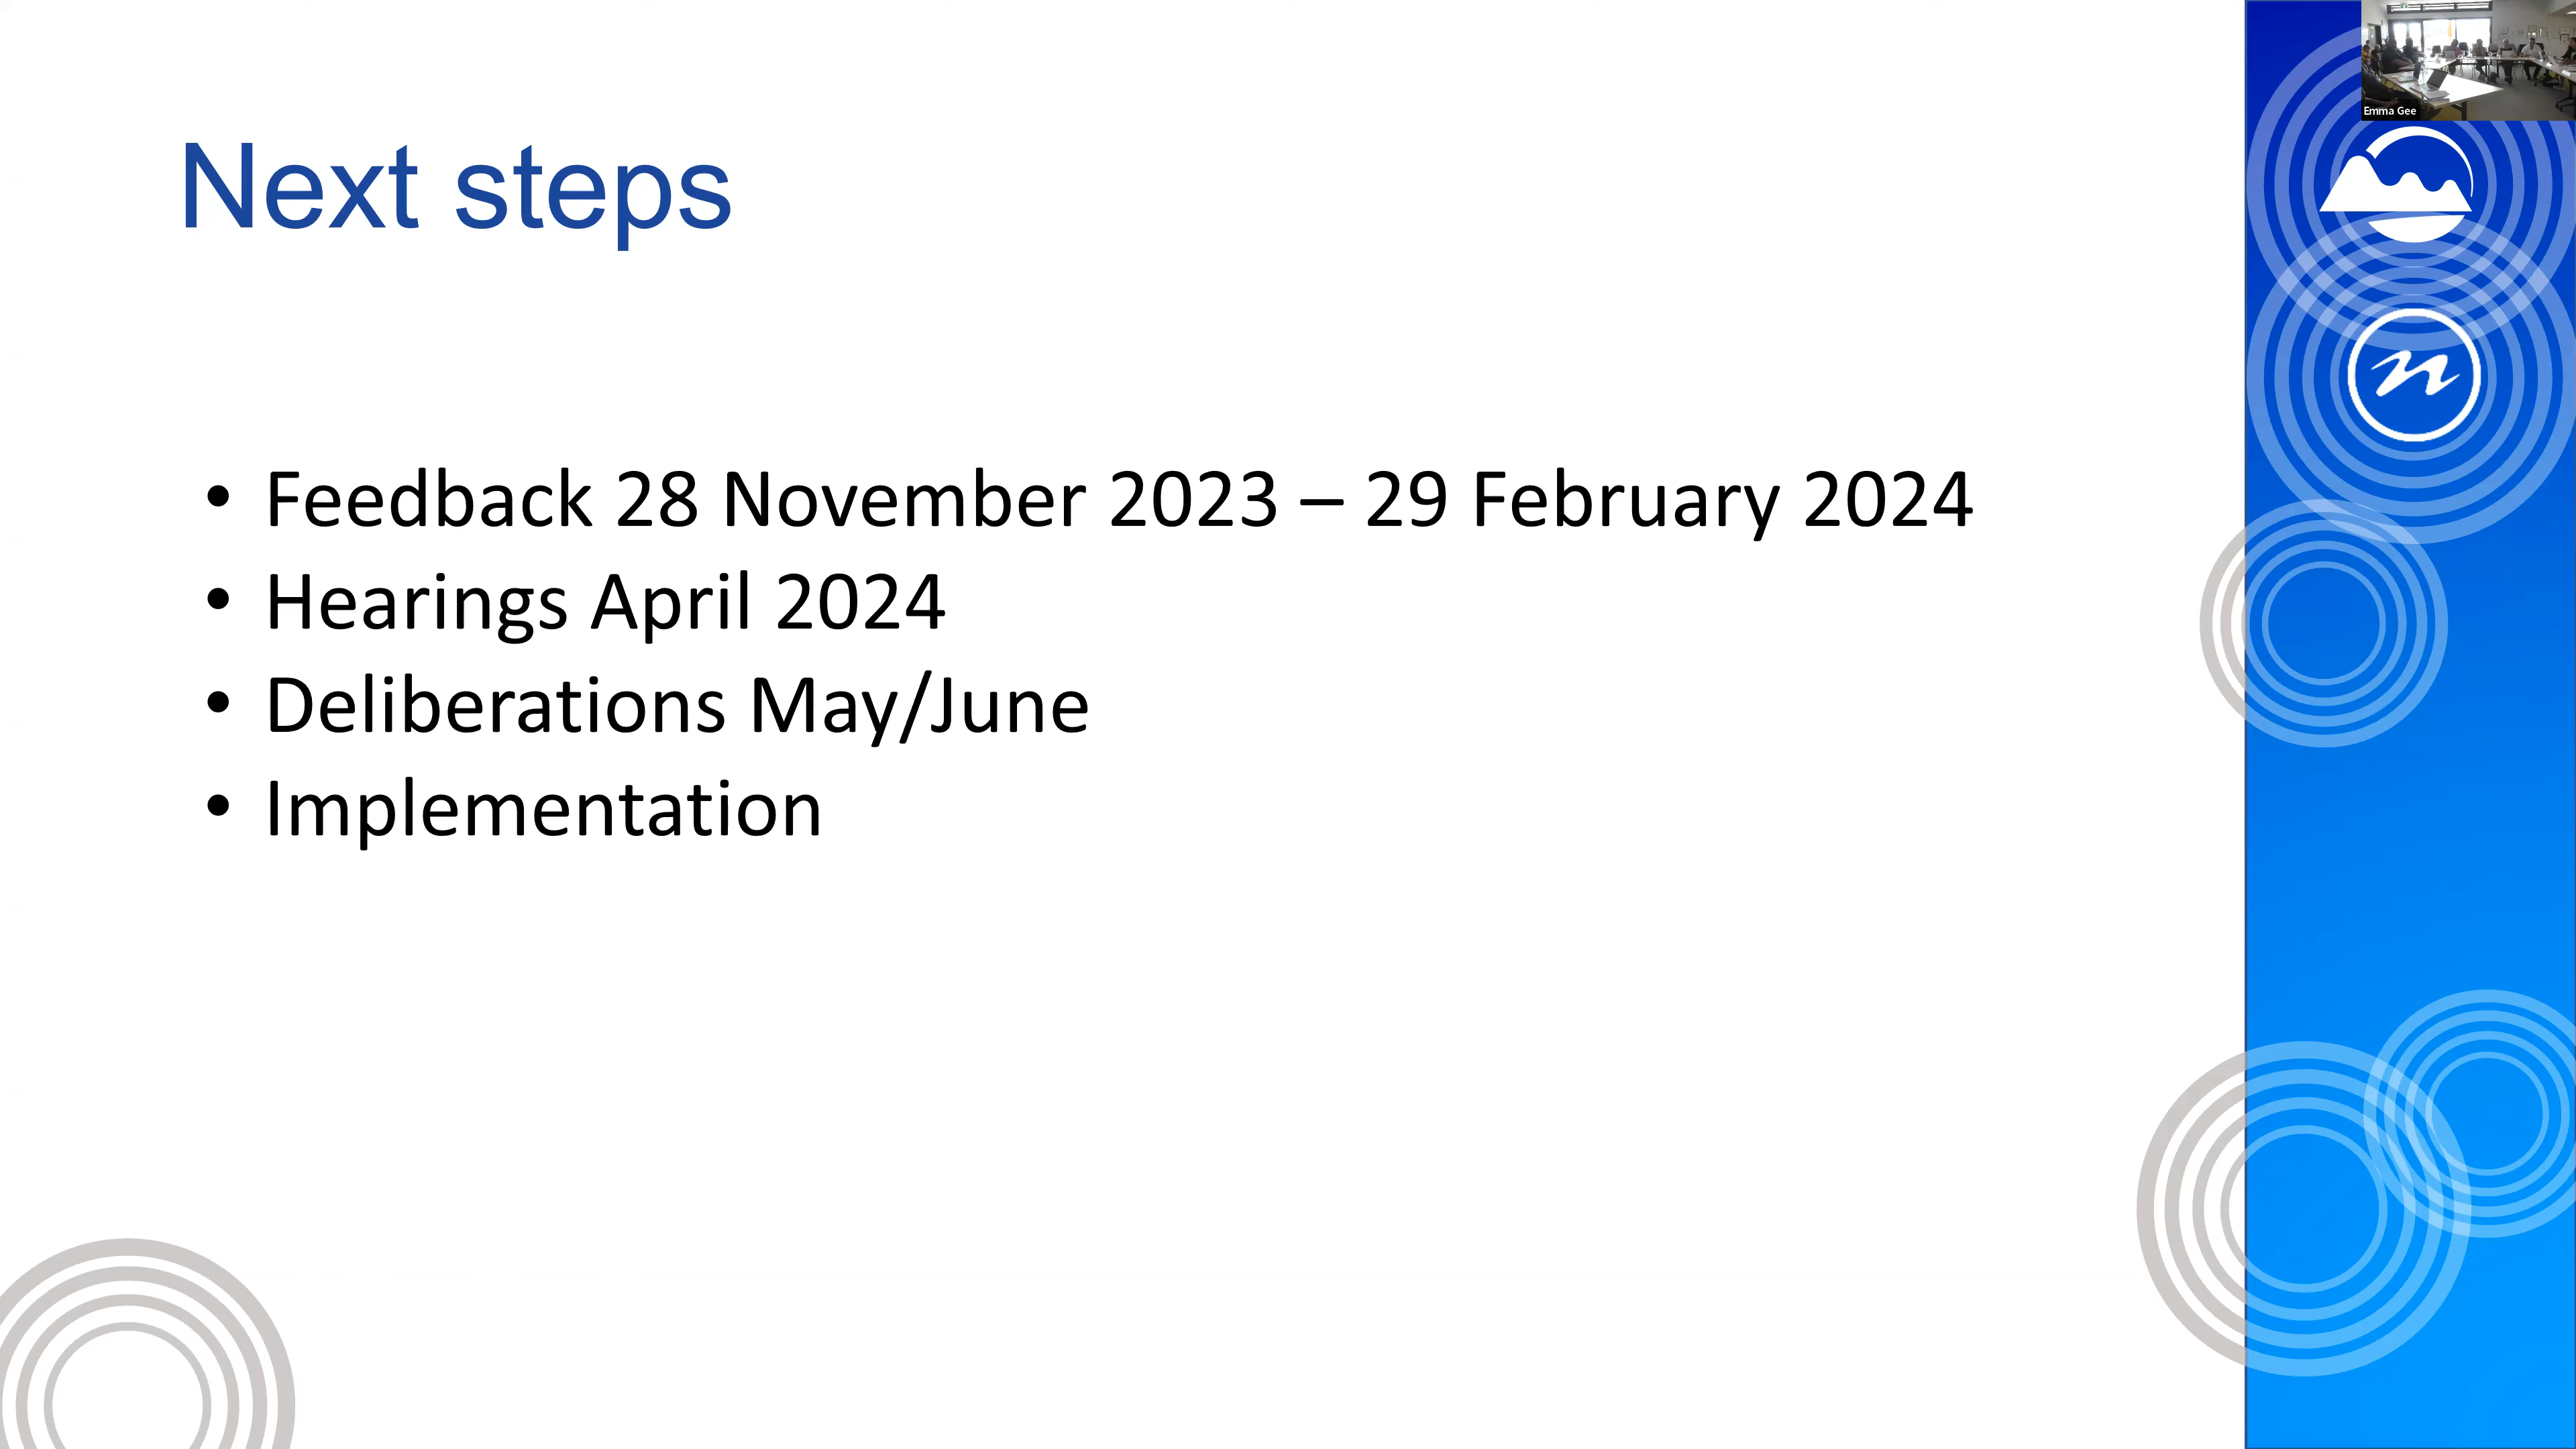 Emma Gee
Next steps
• Feedback 28 November 2023 – 29 February 2024
• Hearings April 2024
• Deliberations May/June
• Implementation
n